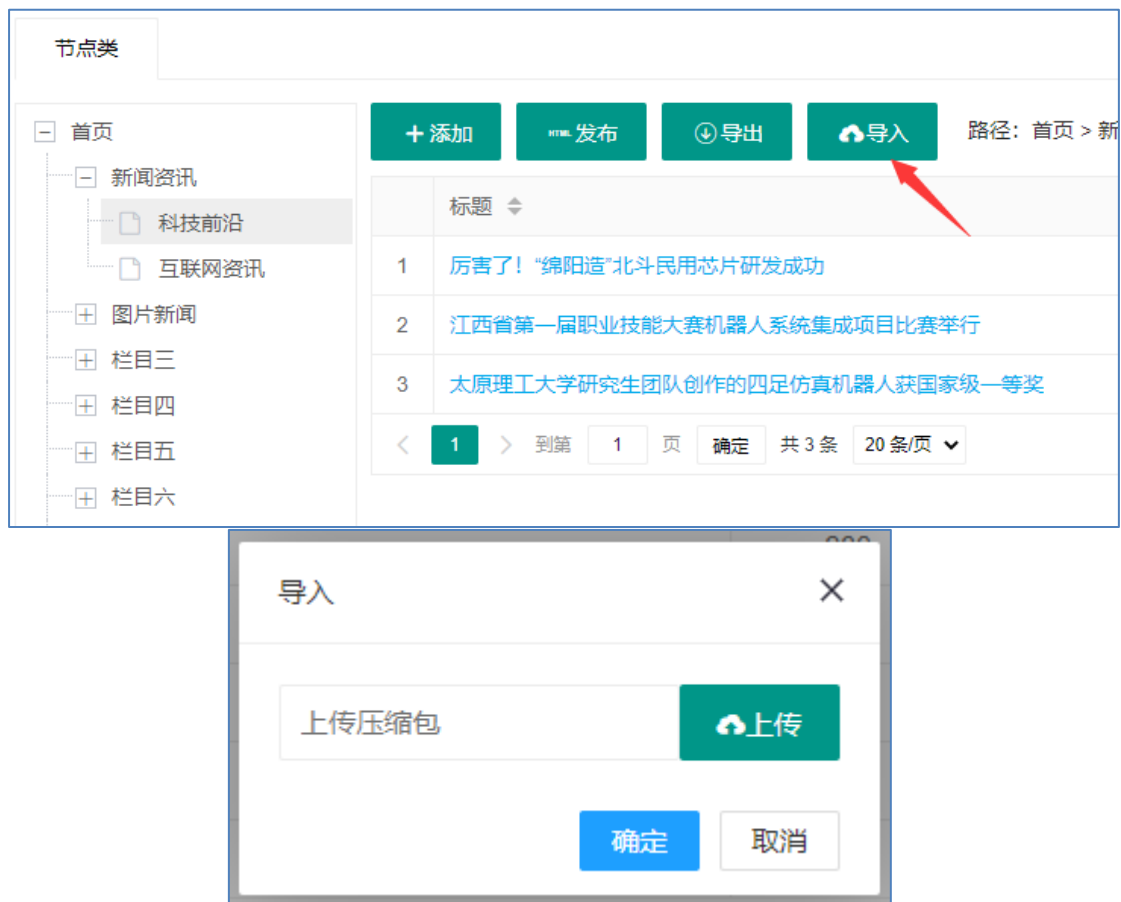 节点类
首页
新闻资讯
科技前沿
互联网资讯
图片新闻
栏目三
栏目四
栏目五
栏目六
添加 HTML 发布 导出 导入 路径：首页 > 新
标题
1 厉害了！“绵阳造”北斗民用芯片研发成功
2 江西省第一届职业技能大赛机器人系统集成项目比赛举行
3 太原理工大学研究生团队创作的四足仿真机器人获国家级一等奖
1 到第 1 页 确定 共 3 条 20 条/页
导入
上传压缩包 上传
确定 取消